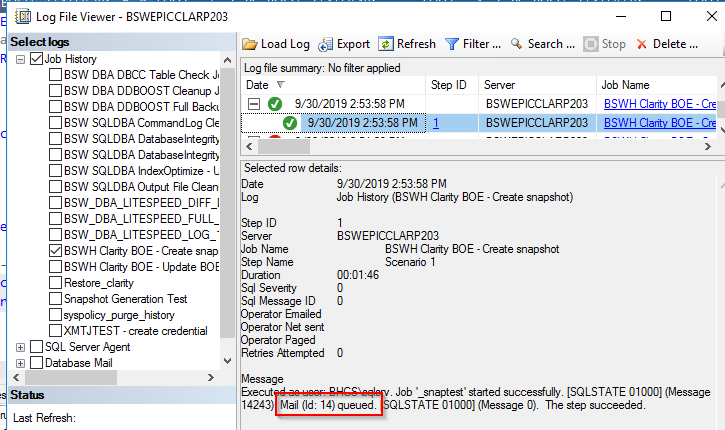 Log File Viewer - BSWEPICCLARP203
Select logs
Job History
BSW DBA DBCC Table Check Jo
BSW DBA DDBOOST Cleanup J
BSW DBA DDBOOST Full Backu
BSW SQLDBA CommandLog Cle
BSW SQLDBA DatabaseIntegrity
BSW SQLDBA DatabaseIntegrity
BSW SQLDBA IndexOptimize - U
BSW SQLDBA Output File Clean
BSW_DBA_LITESPEED_DIFF_
BSW_DBA_LITESPEED_FULL_
BSW_DBA_LITESPEED_LOG_
BSWH Clarity BOE - Create snap
BSWH Clarity BOE - Update BOE
Restore_clarity
Snapshot Generation Test
syspolicy_purge_history
XMTJTEST - create credential
SQL Server Agent
Database Mail
Status
Last Refresh:
Load Log Export Refresh Filter ... Search ... Stop Delete ...
Log file summary: No filter applied
Date Step ID Server Job Name
9/30/2019 2:53:58 PM BSWEPICCLARP203 BSWH Clarity BOE - Cre
9/30/2019 2:53:58 PM 1 BSWEPICCLARP203 BSWH Clarity BOE - Cre
Selected row details:
Date 9/30/2019 2:53:58 PM
Log Job History (BSWH Clarity BOE - Create snapshot)
Step ID 1
Server BSWEPICCLARP203
Job Name BSWH Clarity BOE - Create snapshot
Step Name Scenario 1
Duration 00:01:46
Sql Severity 0
Sql Message ID 0
Operator Emailed
Operator Net sent
Operator Paged
Retries Attempted 0
Message
Executed as user: BHCS\sqlsrv. Job '_snaptest' started successfully. [SQLSTATE 01000] (Message
14243) Mail (Id: 14) queued. [SQLSTATE 01000] (Message 0). The step succeeded.